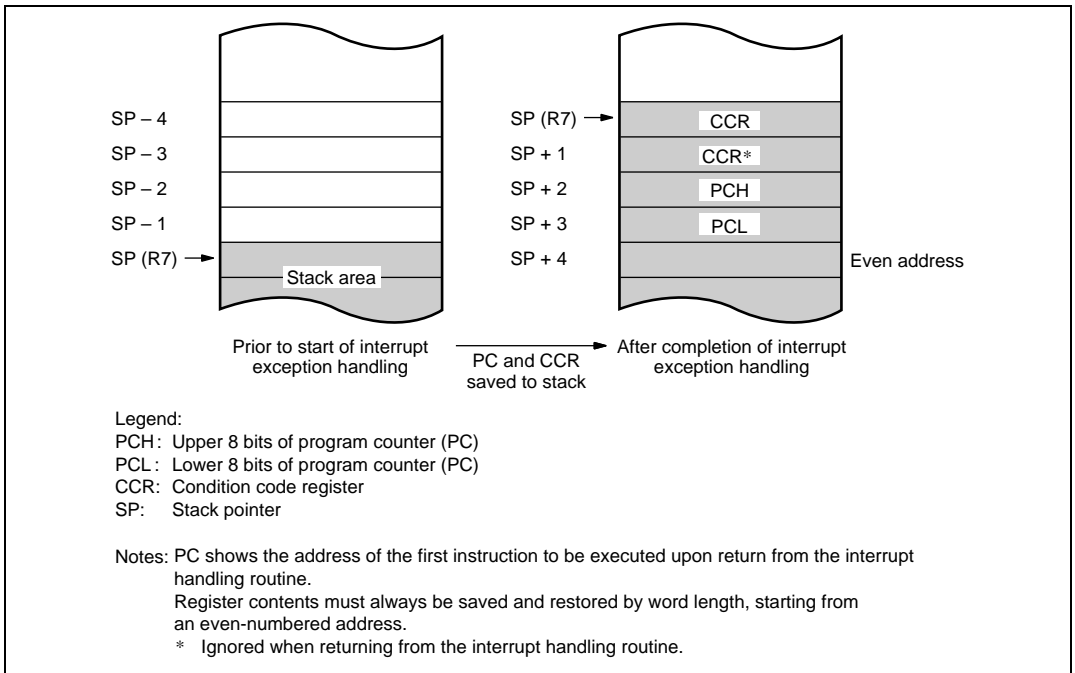 SP – 4
SP – 3
SP – 2
SP – 1
SP (R7)
Stack area
SP (R7)
SP + 1
SP + 2
SP + 3
SP + 4
CCR
CCR*
PCH
PCL
Even address
Prior to start of interrupt
exception handling
PC and CCR
saved to stack
After completion of interrupt
exception handling
Legend:
PCH: Upper 8 bits of program counter (PC)
PCL: Lower 8 bits of program counter (PC)
CCR: Condition code register
SP: Stack pointer
Notes: PC shows the address of the first instruction to be executed upon return from the interrupt
handling routine.
Register contents must always be saved and restored by word length, starting from
an even-numbered address.
* Ignored when returning from the interrupt handling routine.